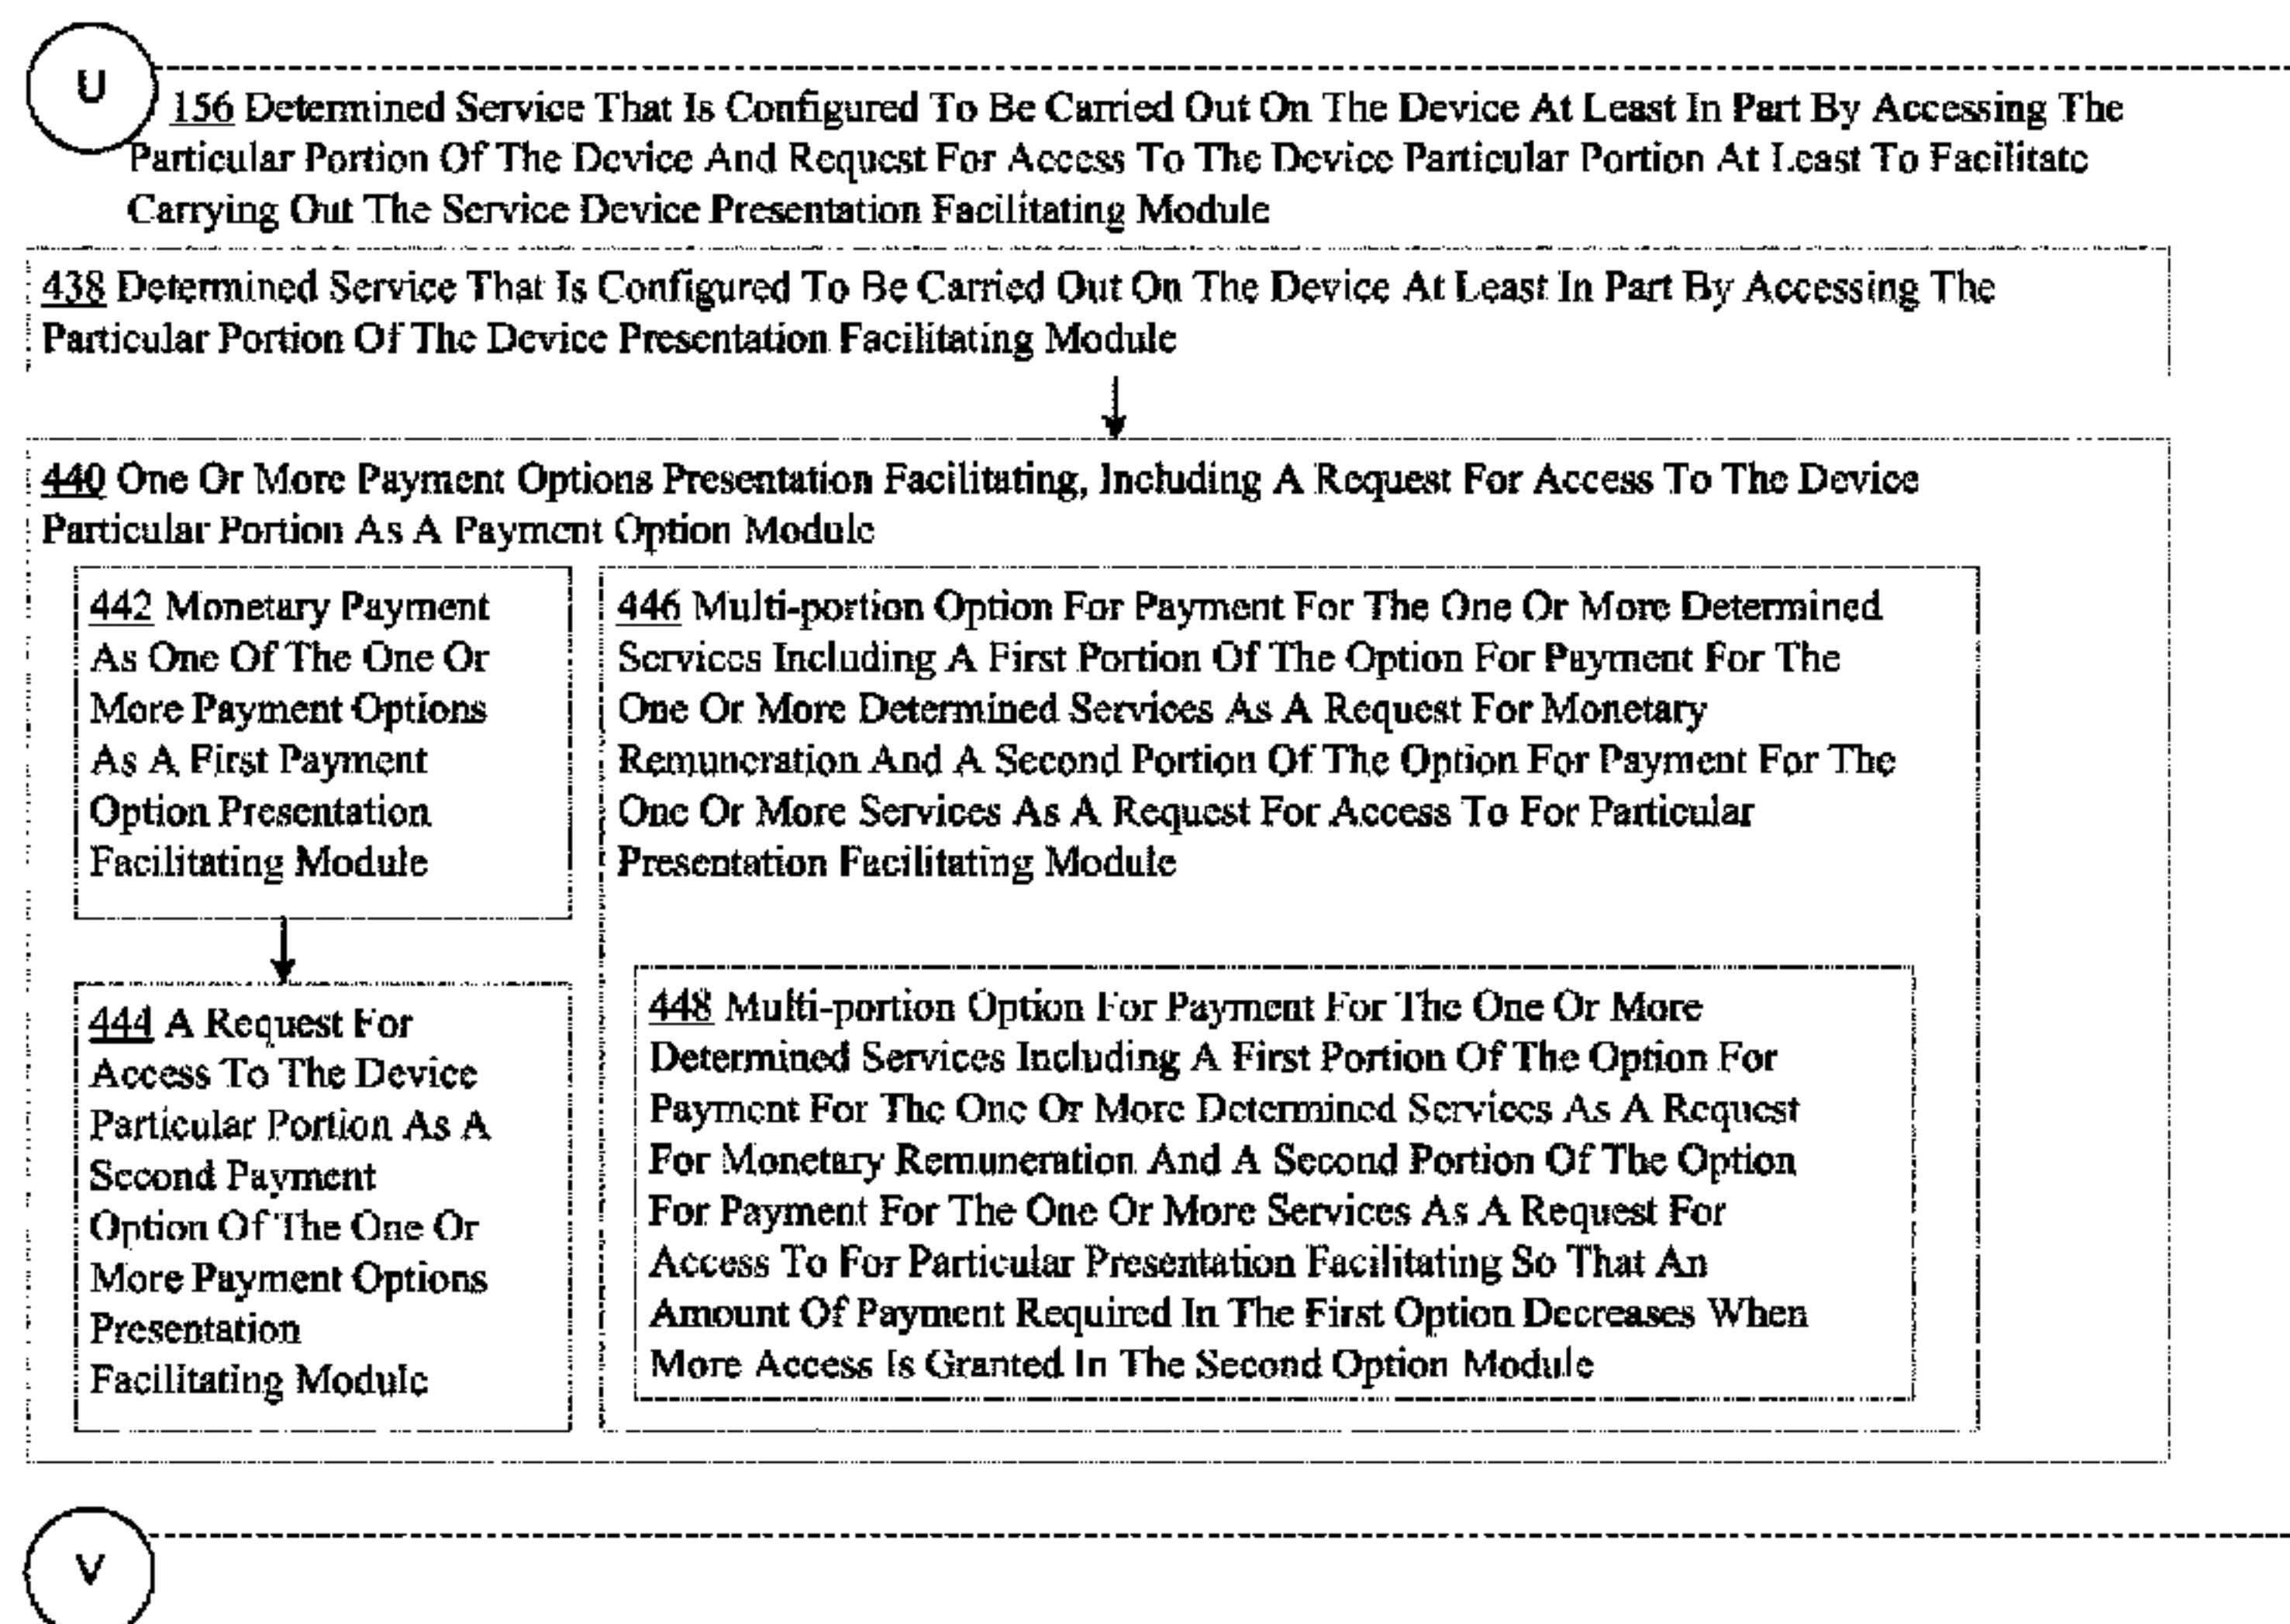 U
156 Determined Service That Is Configured To Be Carried Out On The Device At Least In Part By Accessing The
Particular Portion Of The Device And Request For Access To The Device Particular Portion At Least To Facilitate
Carrying Out The Service Device Presentation Facilitating Module
438 Determined Service That Is Configured To Be Carried Out On The Device At Least In Part By Accessing The
Particular Portion Of The Device Presentation Facilitating Module
440 One Or More Payment Options Presentation Facilitating, Including A Request For Access To The Device
Particular Portion As A Payment Option Module
442 Monetary Payment
As One Of The One Or
More Payment Options
As A First Payment
Option Presentation
Facilitating Module
444 A Request For
Access To The Device
Particular Portion As A
Second Payment
Option Of The One Or
More Payment Options
Presentation
Facilitating Module
446 Multi-portion Option For Payment For The One Or More Determined
Services Including A First Portion Of The Option For Payment For The
One Or More Determined Services As A Request For Monetary
Remuneration And A Second Portion Of The Option For Payment For The
One Or More Services As A Request For Access To For Particular
Presentation Facilitating Module
448 Multi-portion Option For Payment For The One Or More
Determined Services Including A First Portion Of The Option For
Payment For The One Or More Determined Services As A Request
For Monetary Remuneration And A Second Portion Of The Option
For Payment For The One Or More Services As A Request For
Access To For Particular Presentation Facilitating So That An
Amount Of Payment Required In The First Option Decreases When
More Access Is Granted In The Second Option Module
V